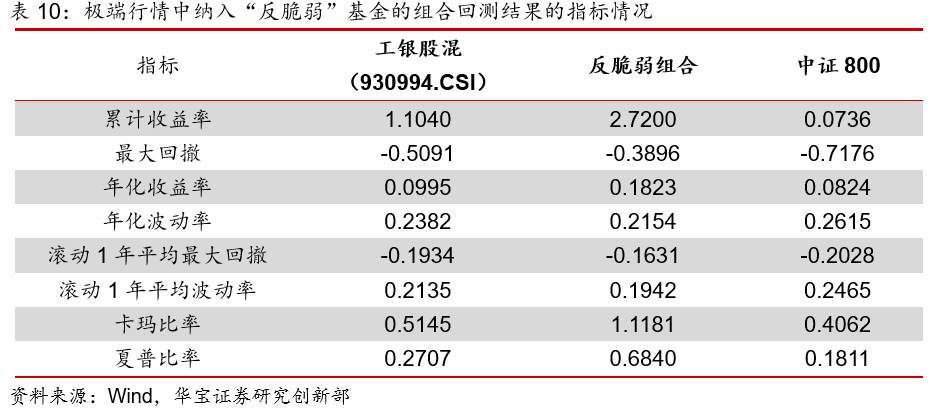 表 10：极端行情中纳入“反脆弱”基金的组合回测结果的指标情况
指标 工银股混（930994.CSI） 反脆弱组合 中证 800
累计收益率 1.1040 2.7200 0.0736
最大回撤 -0.5091 -0.3896 -0.7176
年化收益率 0.0995 0.1823 0.0824
年化波动率 0.2382 0.2154 0.2615
滚动 1 年平均最大回撤 -0.1934 -0.1631 -0.2028
滚动 1 年平均波动率 0.2135 0.1942 0.2465
卡玛比率 0.5145 1.1181 0.4062
夏普比率 0.2707 0.6840 0.1811
资料来源：Wind，华宝证券研究创新部